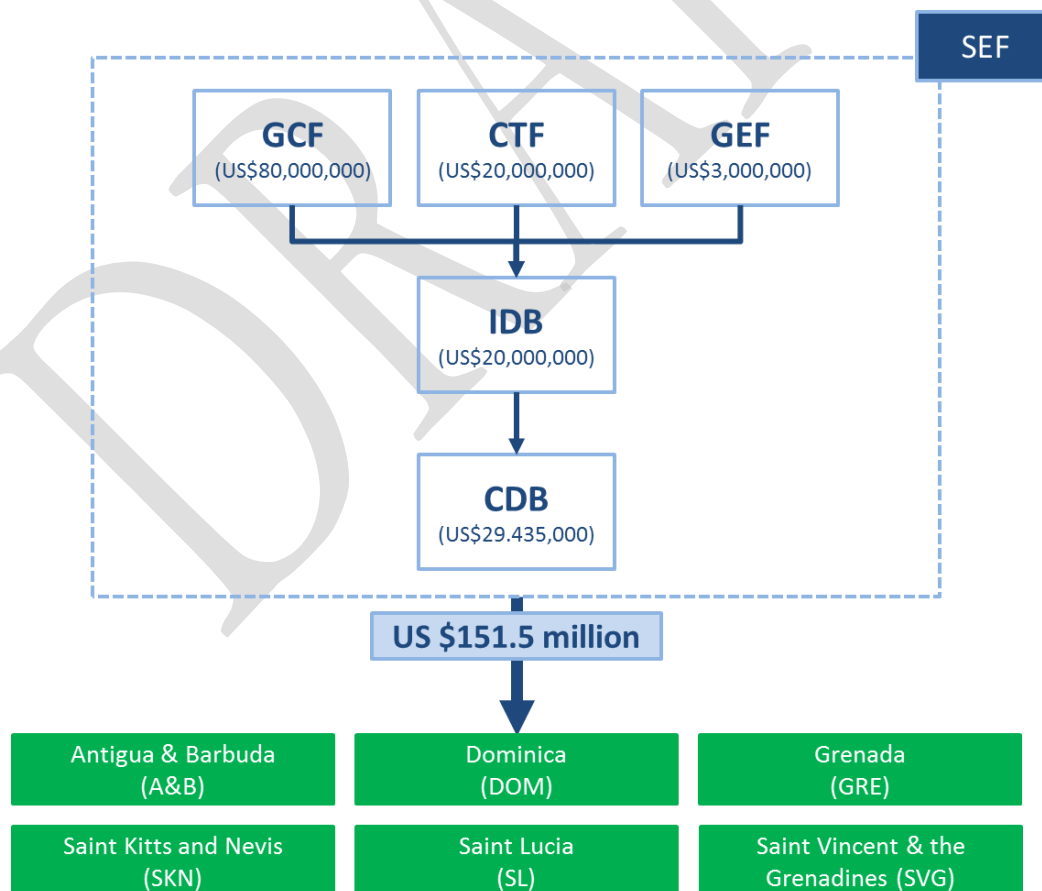 SEF
GCF
(US$80,000,000)
CTF
(US$20,000,000)
GEF
(US$3,000,000)
IDB
(US$20,000,000)
CDB
(US$29.435,000)
US $151.5 million
Antigua & Barbuda
(A&B)
Dominica
(DOM)
Grenada
(GRE)
Saint Kitts and Nevis
(SKN)
Saint Lucia
(SL)
Saint Vincent & the
Grenadines (SVG)